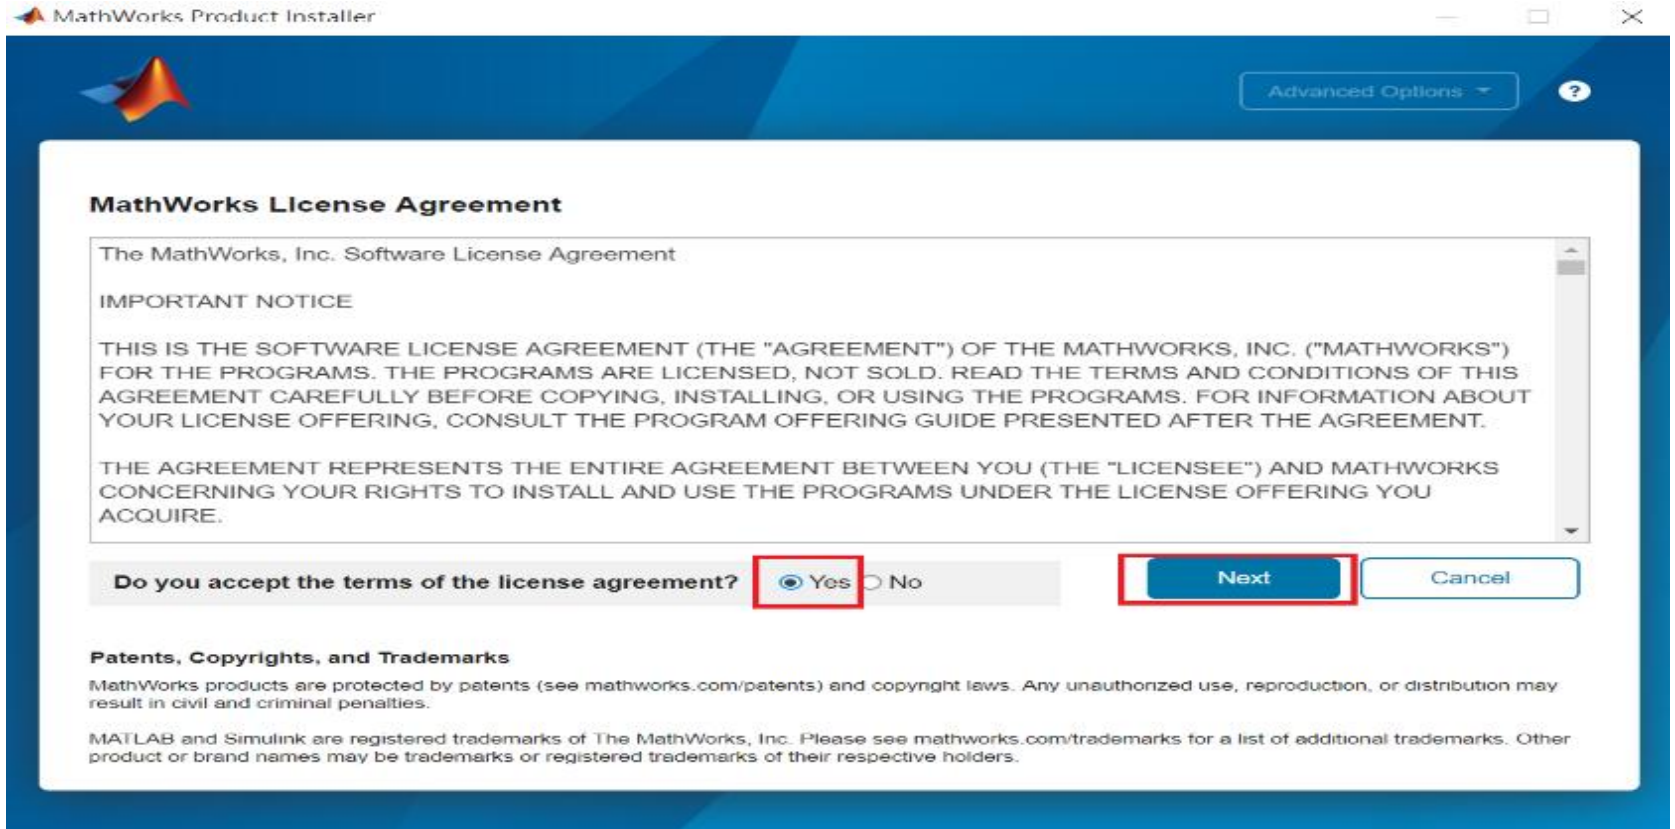 MathWorks Product Installer
Advanced Options
?
MathWorks License Agreement
The MathWorks, Inc. Software License Agreement
IMPORTANT NOTICE
THIS IS THE SOFTWARE LICENSE AGREEMENT (THE "AGREEMENT") OF THE MATHWORKS, INC. ("MATHWORKS")
FOR THE PROGRAMS. THE PROGRAMS ARE LICENSED, NOT SOLD. READ THE TERMS AND CONDITIONS OF THIS
AGREEMENT CAREFULLY BEFORE COPYING, INSTALLING, OR USING THE PROGRAMS. FOR INFORMATION ABOUT
YOUR LICENSE OFFERING, CONSULT THE PROGRAM OFFERING GUIDE PRESENTED AFTER THE AGREEMENT.
THE AGREEMENT REPRESENTS THE ENTIRE AGREEMENT BETWEEN YOU (THE "LICENSEE") AND MATHWORKS
CONCERNING YOUR RIGHTS TO INSTALL AND USE THE PROGRAMS UNDER THE LICENSE OFFERING YOU
ACQUIRE.
Do you accept the terms of the license agreement? Yes No Next Cancel
Patents, Copyrights, and Trademarks
MathWorks products are protected by patents (see mathworks.com/patents) and copyright laws. Any unauthorized use, reproduction, or distribution may
result in civil and criminal penalties.
MATLAB and Simulink are registered trademarks of The MathWorks, Inc. Please see mathworks.com/trademarks for a list of additional trademarks. Other
product or brand names may be trademarks or registered trademarks of their respective holders.